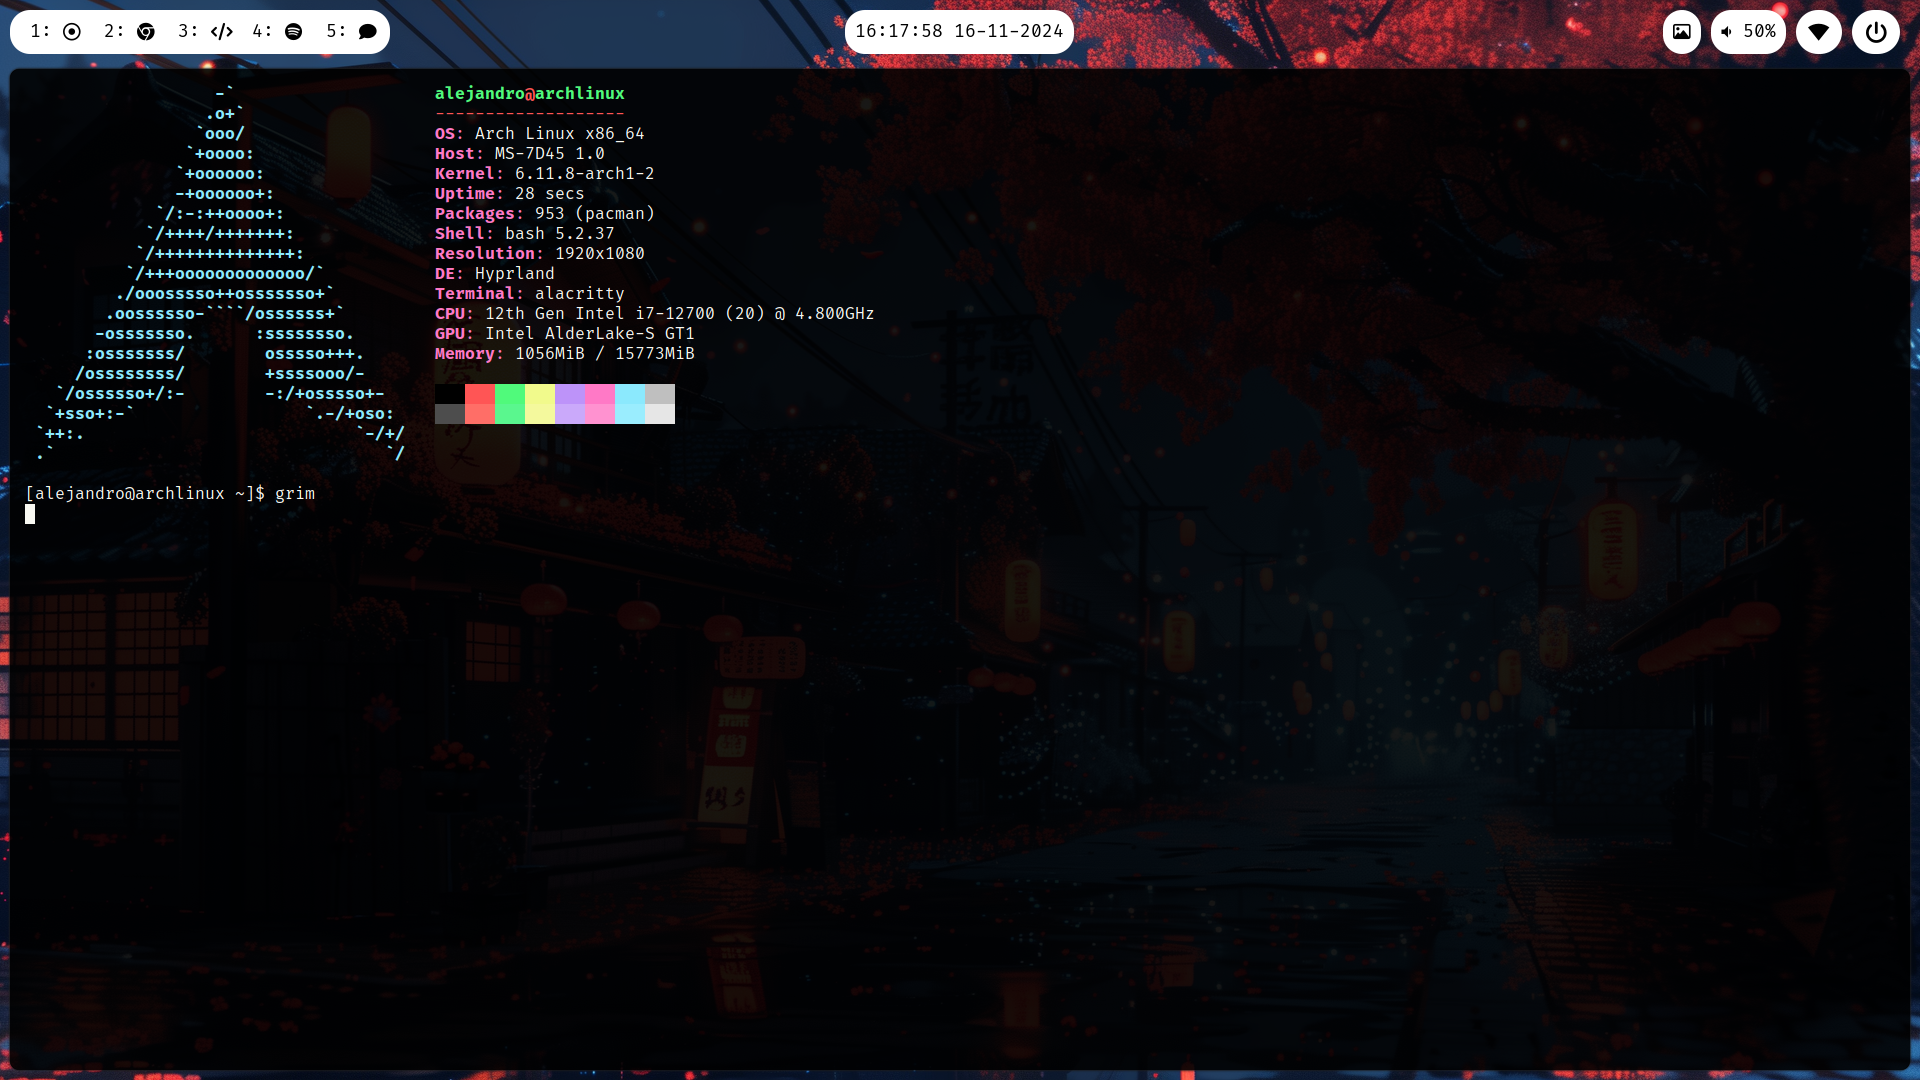 1: 2: 3: </> 4: 5:
16:17:58 16-11-2024
50%
                   -`
                  .o+`
                 `ooo/
                `+oooo:
               `+oooooo:
               -+oooooo+:
             `/:-:++oooo+:
            `/++++/+++++++:
           `/++++++++++++++:
          `/+++ooooooooooooo/`
         ./ooosssso++osssssso+`
        .oossssso-````/ossssss+`
       -osssssso.      :ssssssso.
      :osssssss/        osssso+++.
     /ossssssss/        +ssssooo/-
   `/ossssso+/:-        -:/+osssso+-
  `+sso+:-`                 `.-/+oso:
 `++:.                           `-/+/
 .`                                 `/
alejandro@archlinux
-------------------
OS: Arch Linux x86_64
Host: MS-7D45 1.0
Kernel: 6.11.8-arch1-2
Uptime: 28 secs
Packages: 953 (pacman)
Shell: bash 5.2.37
Resolution: 1920x1080
DE: Hyprland
Terminal: alacritty
CPU: 12th Gen Intel i7-12700 (20) @ 4.800GHz
GPU: Intel AlderLake-S GT1
Memory: 1056MiB / 15773MiB
[alejandro@archlinux ~]$ grim